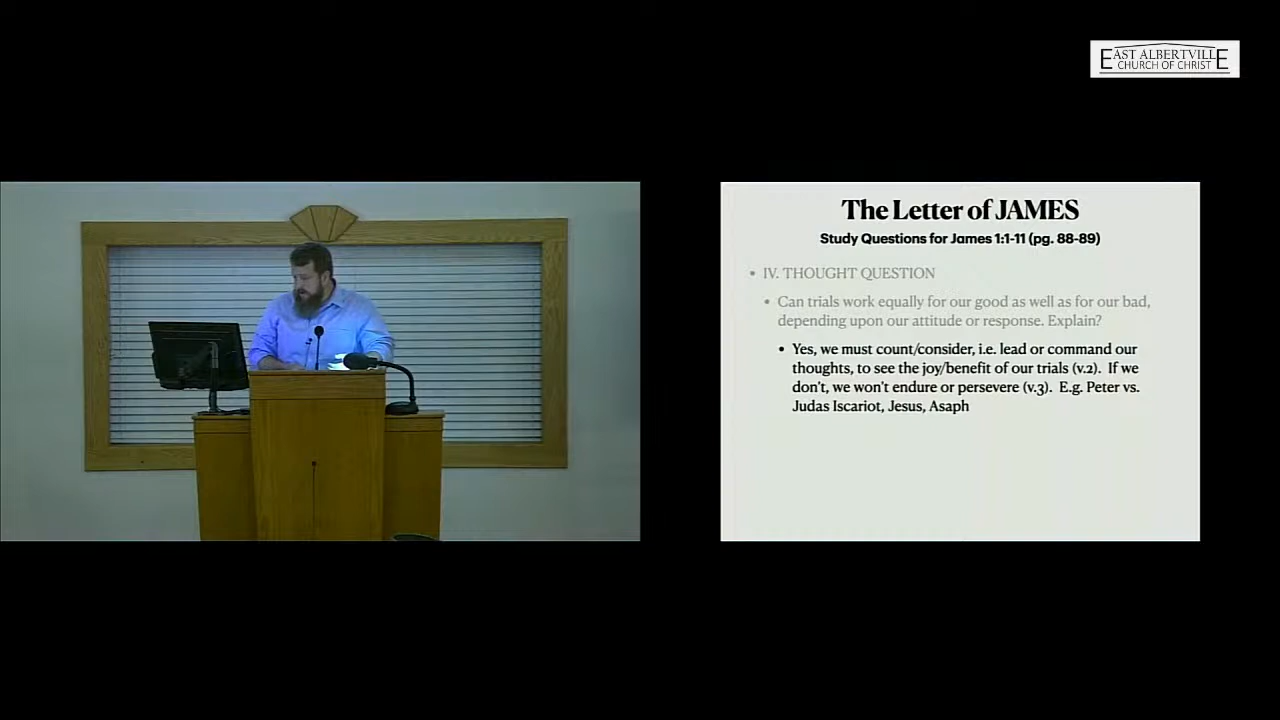 EAST ALBERTVILLE
CHURCH OF CHRIST
The Letter of JAMES
Study Questions for James 1:1-11 (pg. 88-89)
• IV. THOUGHT QUESTION
• Can trials work equally for our good as well as for our bad,
depending upon our attitude or response. Explain?
• Yes, we must count/consider, i.e. lead or command our
thoughts, to see the joy/benefit of our trials (v.2). If we
don't, we won't endure or persevere (v.3). E.g. Peter vs.
Judas Iscariot, Jesus, Asaph